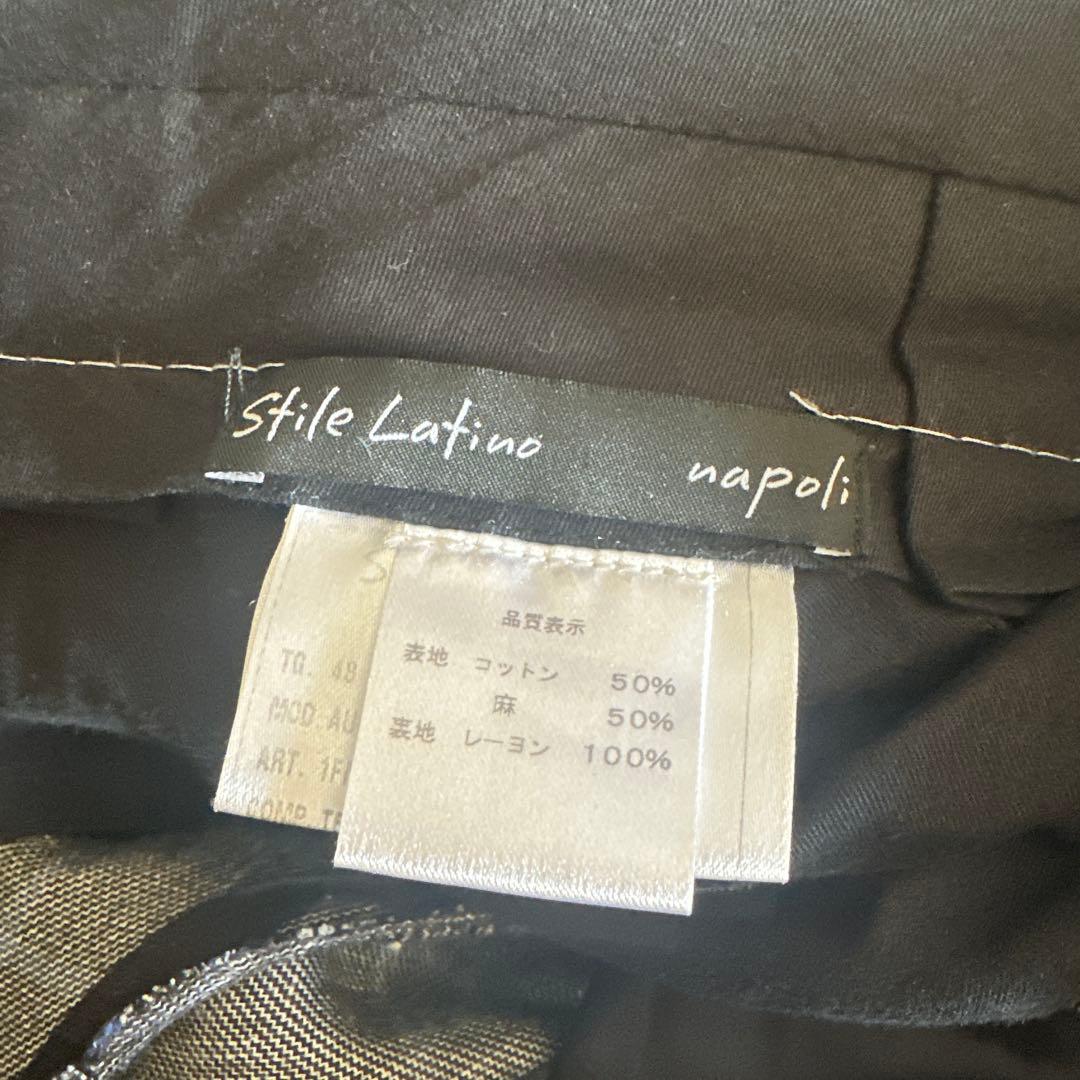 Stile Latino napoli
品質表示
表地 コットン 50%
麻 50%
裏地 レーヨン 100%
TG. 48
MOD.AU
ART. 1F
COMP. T